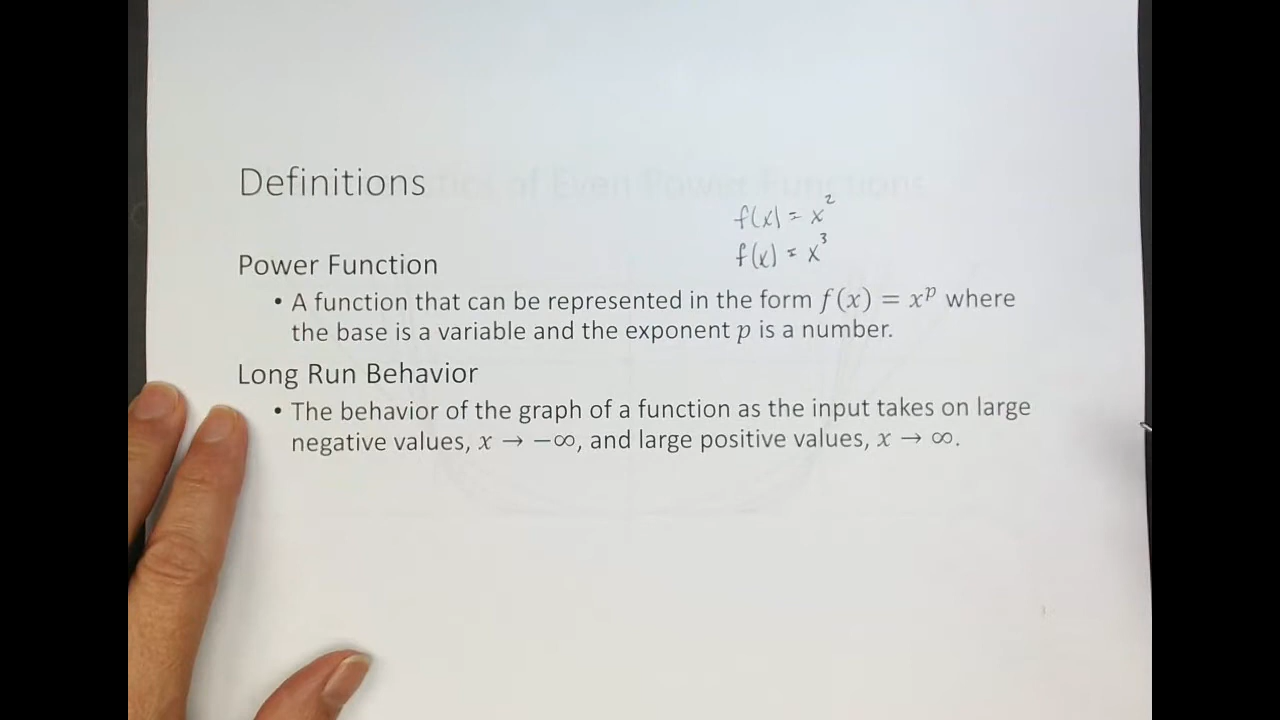 Definitions
f(x) = x²
f(x) = x³
Power Function
• A function that can be represented in the form f(x) = xᵖ where
the base is a variable and the exponent p is a number.
Long Run Behavior
• The behavior of the graph of a function as the input takes on large
negative values, x → −∞, and large positive values, x → ∞.